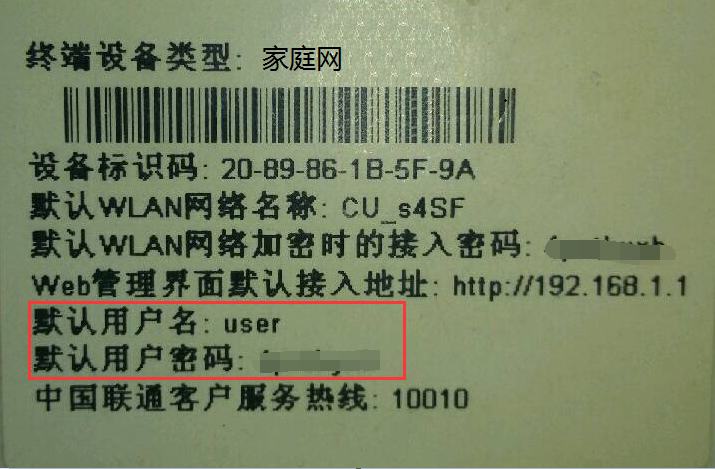 终端设备类型: 家庭网
设备标识码: 20-89-86-1B-5F-9A
默认WLAN网络名称: CU_s4SF
默认WLAN网络加密时的接入密码:
Web管理界面默认接入地址: http://192.168.1.1
默认用户名: user
默认用户密码:
中国联通客户服务热线: 10010